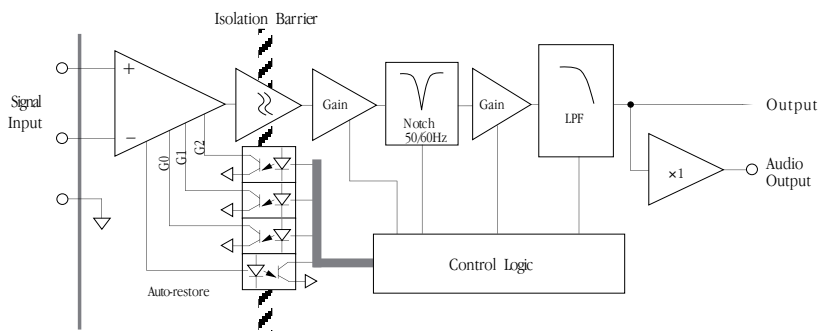 Isolation Barrier
Signal
Input
+
−
G0
G1
G2
Gain
Notch
50/60Hz
Gain
LPF
Output
×1
Audio
Output
Control Logic
Auto-restore